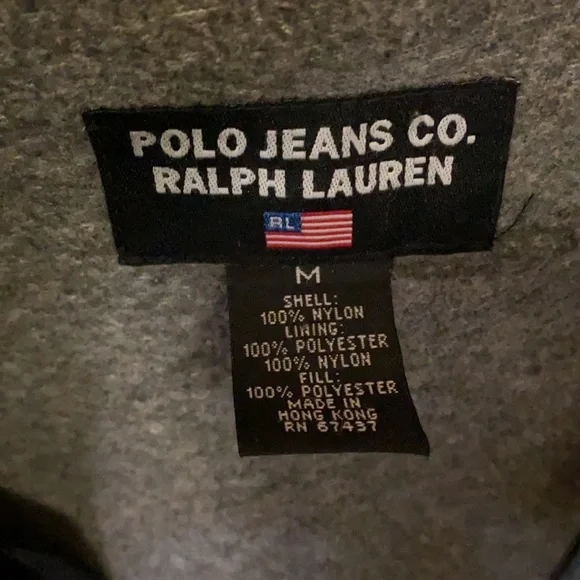 POLO JEANS CO.
RALPH LAUREN
RL
M
SHELL:
100% NYLON
LINING:
100% POLYESTER
100% NYLON
FILL:
100% POLYESTER
MADE IN
HONG KONG
RN 67437